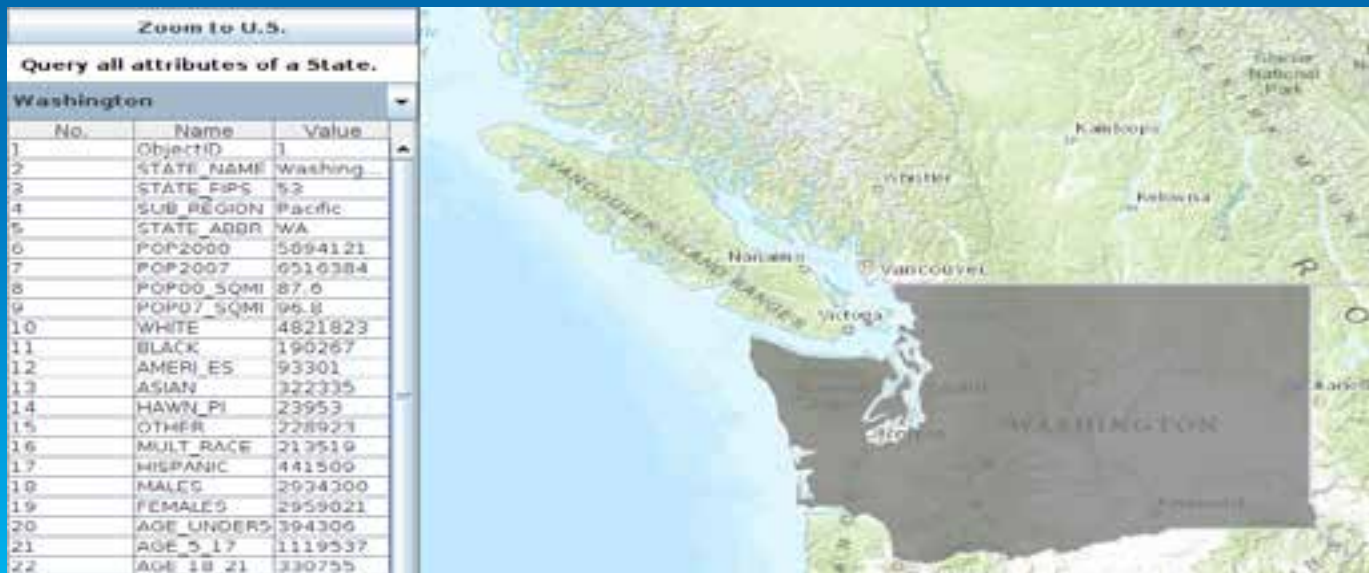 Zoom to U.S.
Query all attributes of a State.
Washington
No. Name Value
1 ObjectID 1
2 STATE_NAME Washing...
3 STATE_FIPS 53
4 SUB_REGION Pacific
5 STATE_ABBR WA
6 POP2000 5894121
7 POP2007 6516384
8 POP00_SQMI 87.6
9 POP07_SQMI 96.8
10 WHITE 4821823
11 BLACK 190267
12 AMERI_ES 93301
13 ASIAN 322335
14 HAWN_PI 23953
15 OTHER 228923
16 MULT_RACE 213519
17 HISPANIC 441509
18 MALES 2934300
19 FEMALES 2959821
20 AGE_UNDER5 394306
21 AGE_5_17 1119537
22 AGE_18_21 330755
Glacier
National
Park
Kamloops
Whistler
Kelowna
VANCOUVER ISLAND RANGES
Nanaimo
Vancouver
Victoria
WASHINGTON